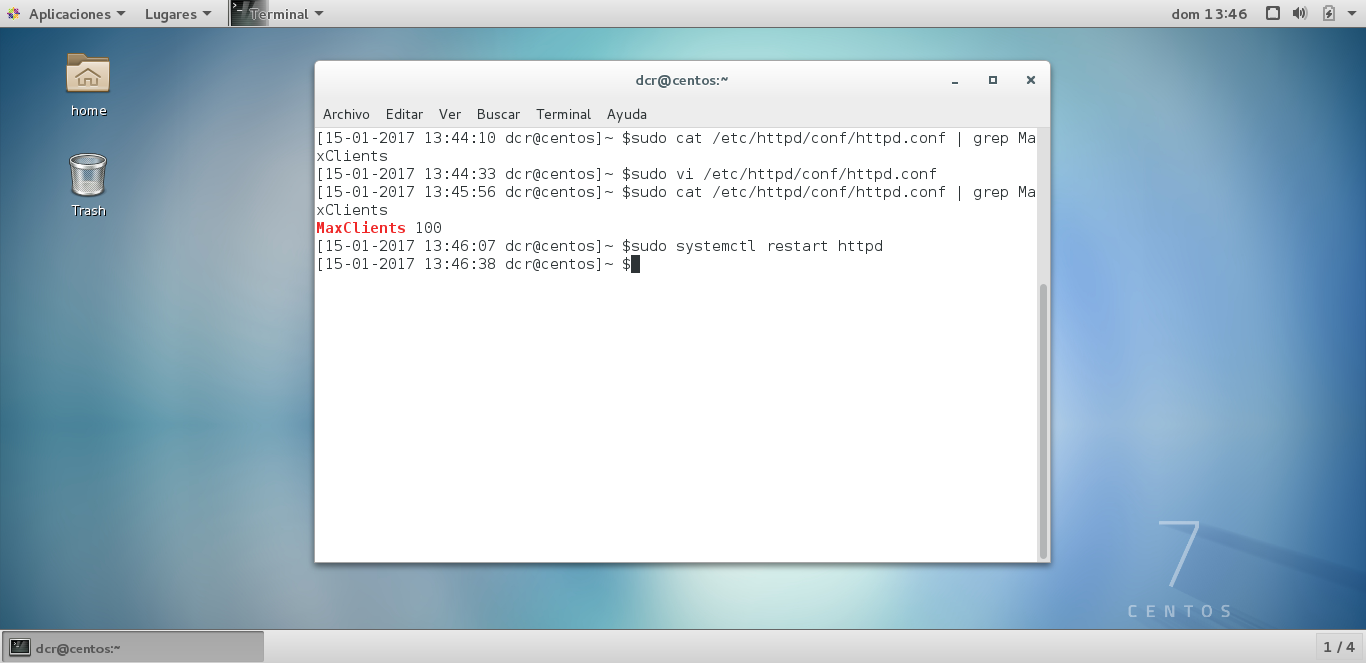 Aplicaciones Lugares Terminal dom 13:46
home
Trash
dcr@centos:~
Archivo Editar Ver Buscar Terminal Ayuda
[15-01-2017 13:44:10 dcr@centos]~ $sudo cat /etc/httpd/conf/httpd.conf | grep Ma
xClients
[15-01-2017 13:44:33 dcr@centos]~ $sudo vi /etc/httpd/conf/httpd.conf
[15-01-2017 13:45:56 dcr@centos]~ $sudo cat /etc/httpd/conf/httpd.conf | grep Ma
xClients
MaxClients 100
[15-01-2017 13:46:07 dcr@centos]~ $sudo systemctl restart httpd
[15-01-2017 13:46:38 dcr@centos]~ $
7
CENTOS
dcr@centos:~ 1 / 4